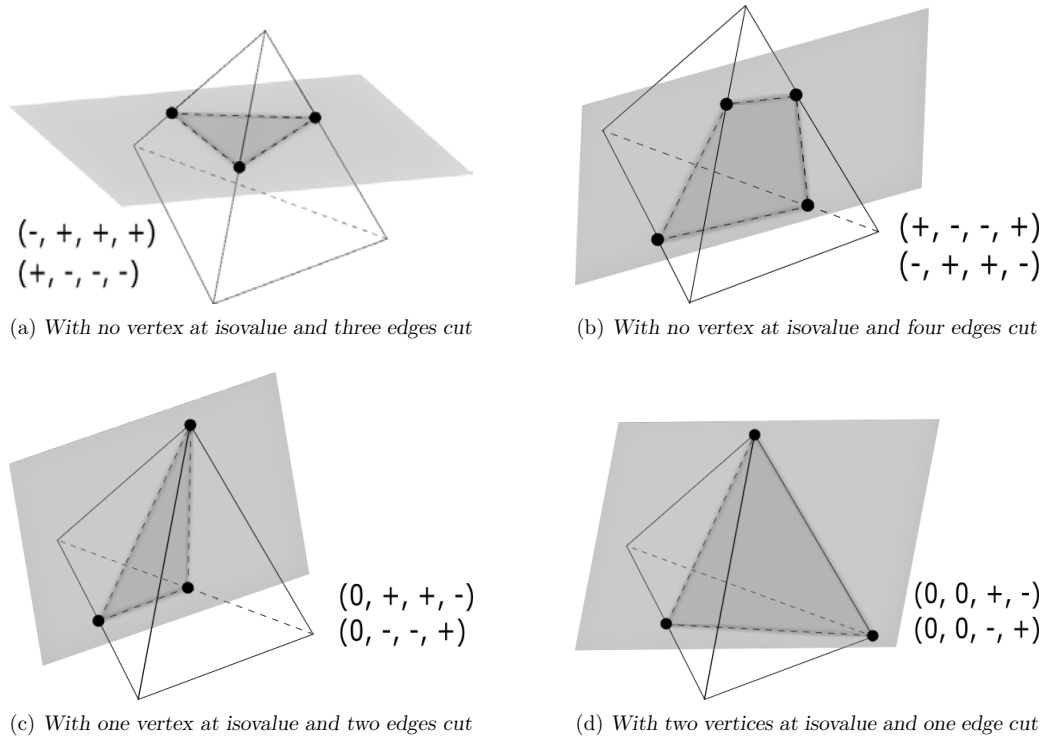 (-, +, +, +)
(+, -, -, -)
(a) With no vertex at isovalue and three edges cut
(+, -, -, +)
(-, +, +, -)
(b) With no vertex at isovalue and four edges cut
(0, +, +, -)
(0, -, -, +)
(c) With one vertex at isovalue and two edges cut
(0, 0, +, -)
(0, 0, -, +)
(d) With two vertices at isovalue and one edge cut